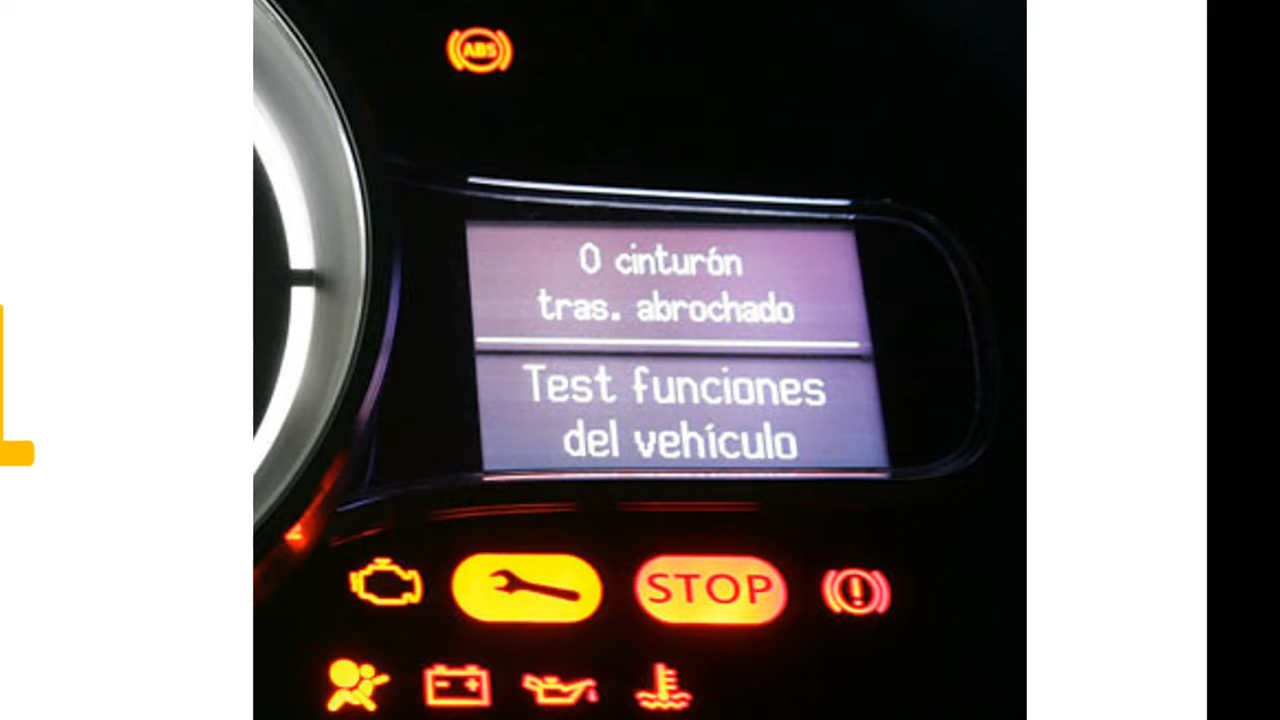 ABS
0 cinturón
tras. abrochado
Test funciones
del vehículo
STOP